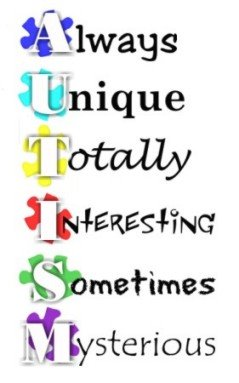 Always
Unique
Totally
Interesting
Sometimes
Mysterious